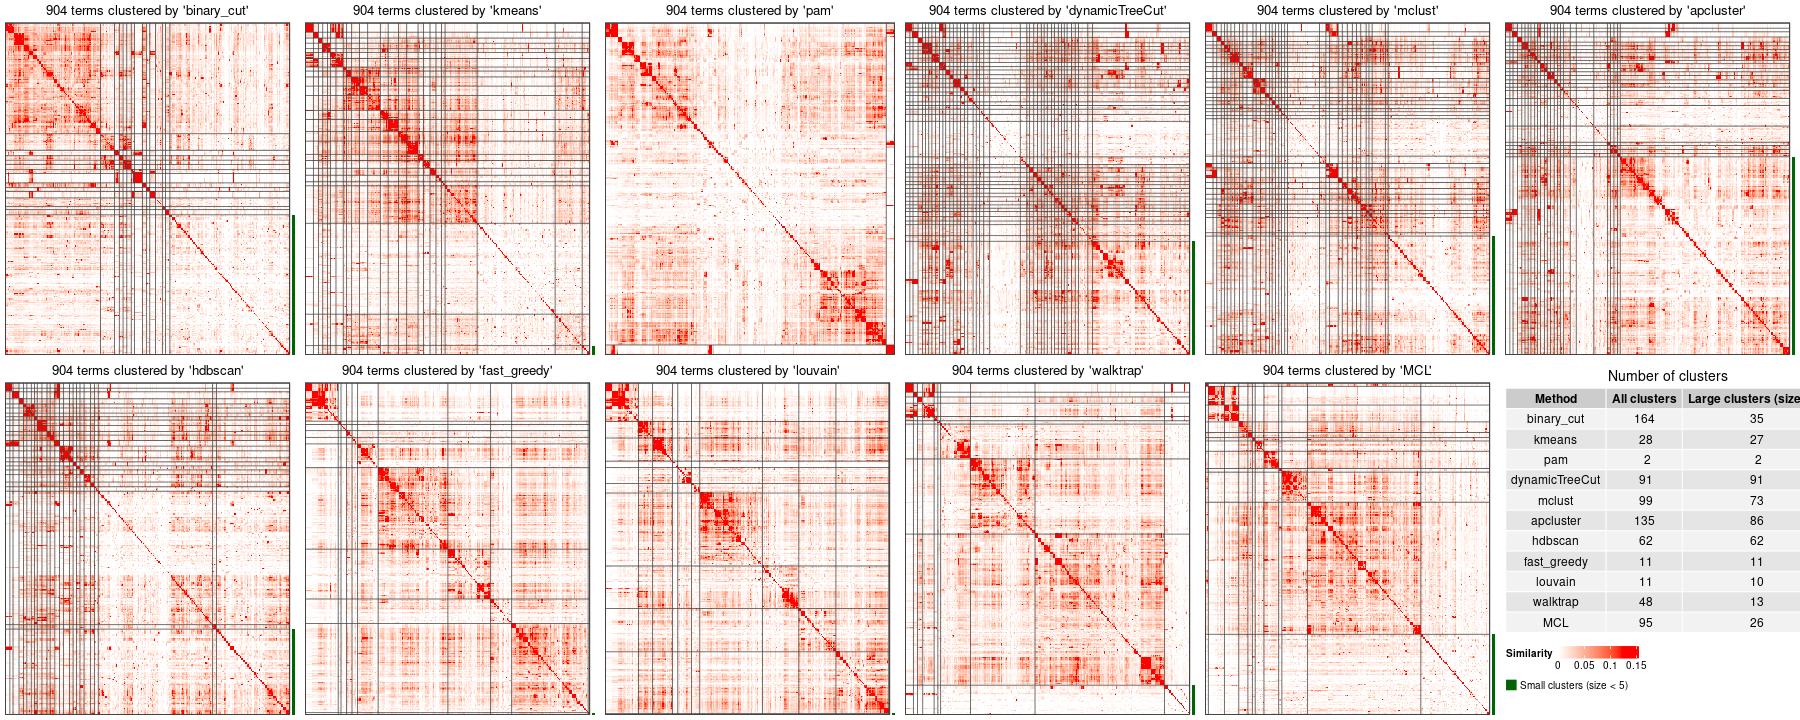 904 terms clustered by 'binary_cut'
904 terms clustered by 'kmeans'
904 terms clustered by 'pam'
904 terms clustered by 'dynamicTreeCut'
904 terms clustered by 'mclust'
904 terms clustered by 'apcluster'
904 terms clustered by 'hdbscan'
904 terms clustered by 'fast_greedy'
904 terms clustered by 'louvain'
904 terms clustered by 'walktrap'
904 terms clustered by 'MCL'
Number of clusters
Method All clusters Large clusters (size
binary_cut 164 35
kmeans 28 27
pam 2 2
dynamicTreeCut 91 91
mclust 99 73
apcluster 135 86
hdbscan 62 62
fast_greedy 11 11
louvain 11 10
walktrap 48 13
MCL 95 26
Similarity
0 0.05 0.1 0.15
Small clusters (size < 5)